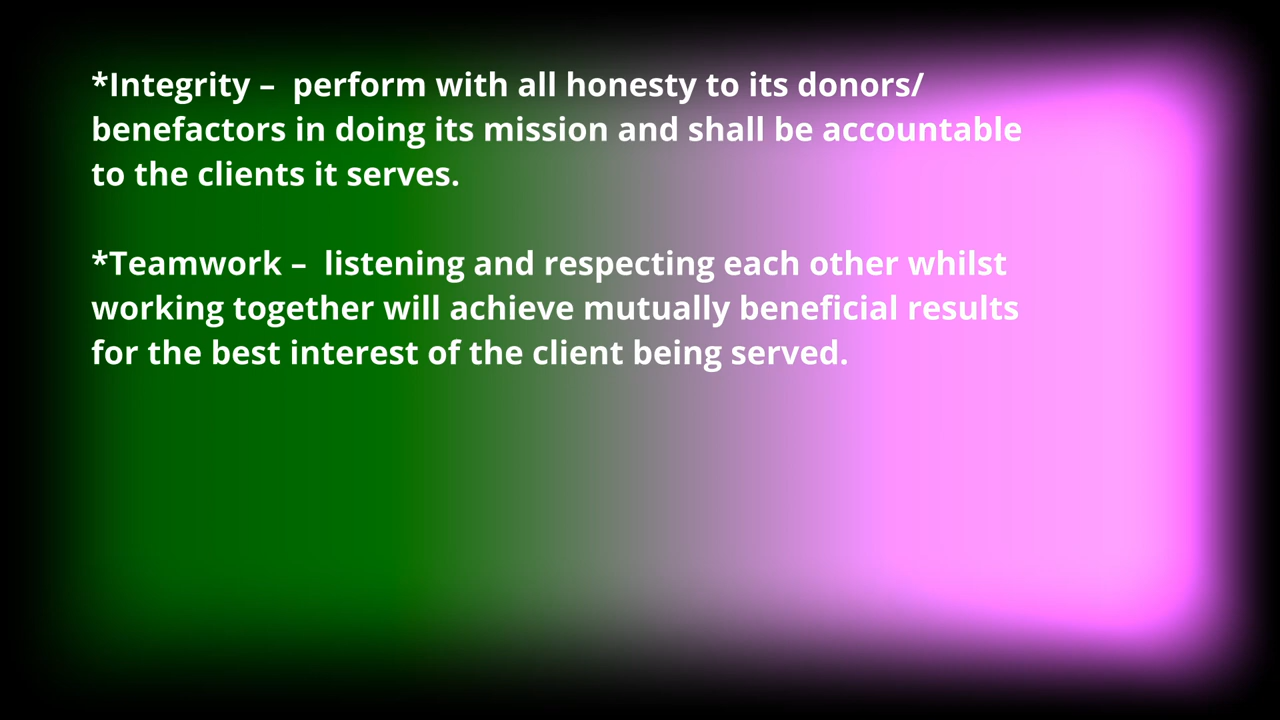 *Integrity –  perform with all honesty to its donors/
benefactors in doing its mission and shall be accountable
to the clients it serves.
*Teamwork –  listening and respecting each other whilst
working together will achieve mutually beneficial results
for the best interest of the client being served.